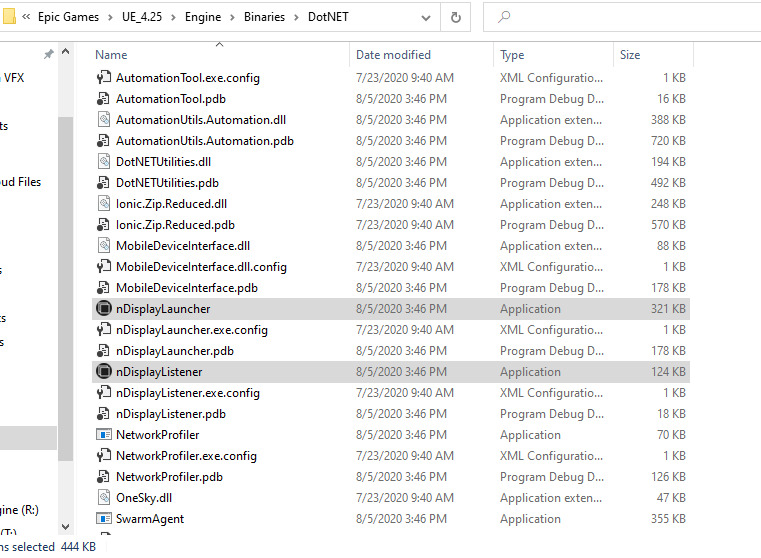 « Epic Games > UE_4.25 > Engine > Binaries > DotNET
Name Date modified Type Size
AutomationTool.exe.config 7/23/2020 9:40 AM XML Configuratio... 1 KB
AutomationTool.pdb 8/5/2020 3:46 PM Program Debug D... 16 KB
AutomationUtils.Automation.dll 8/5/2020 3:46 PM Application exten... 388 KB
AutomationUtils.Automation.pdb 8/5/2020 3:46 PM Program Debug D... 720 KB
DotNETUtilities.dll 8/5/2020 3:46 PM Application exten... 194 KB
DotNETUtilities.pdb 8/5/2020 3:46 PM Program Debug D... 492 KB
Ionic.Zip.Reduced.dll 7/23/2020 9:40 AM Application exten... 248 KB
Ionic.Zip.Reduced.pdb 7/23/2020 9:40 AM Program Debug D... 570 KB
MobileDeviceInterface.dll 8/5/2020 3:46 PM Application exten... 88 KB
MobileDeviceInterface.dll.config 7/23/2020 9:40 AM XML Configuratio... 1 KB
MobileDeviceInterface.pdb 8/5/2020 3:46 PM Program Debug D... 178 KB
nDisplayLauncher 8/5/2020 3:46 PM Application 321 KB
nDisplayLauncher.exe.config 7/23/2020 9:40 AM XML Configuratio... 1 KB
nDisplayLauncher.pdb 8/5/2020 3:46 PM Program Debug D... 178 KB
nDisplayListener 8/5/2020 3:46 PM Application 124 KB
nDisplayListener.exe.config 7/23/2020 9:40 AM XML Configuratio... 1 KB
nDisplayListener.pdb 8/5/2020 3:46 PM Program Debug D... 18 KB
NetworkProfiler 8/5/2020 3:46 PM Application 70 KB
NetworkProfiler.exe.config 7/23/2020 9:40 AM XML Configuratio... 1 KB
NetworkProfiler.pdb 8/5/2020 3:46 PM Program Debug D... 126 KB
OneSky.dll 7/23/2020 9:40 AM Application exten... 47 KB
SwarmAgent 8/5/2020 3:46 PM Application 355 KB
VFX
ts
ud Files
s
ts
s
gine (R:)
(T:)
ns selected 444 KB